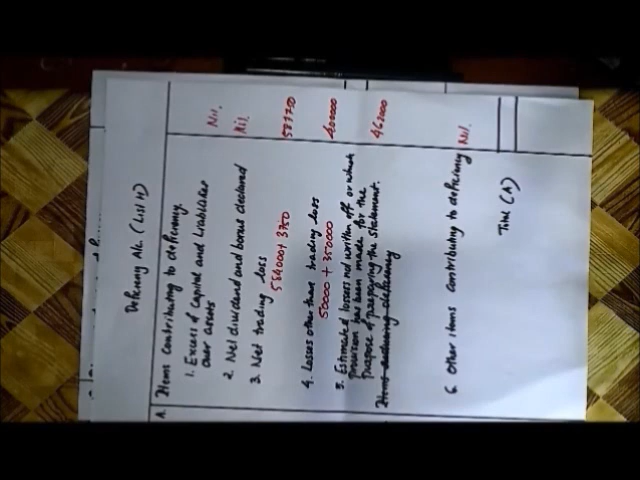 Deficiency A/c. (List H)
A. Items contributing to deficiency.
1. Excess of capital and Liabilities
over assets Nil.
2. Net dividend and bonus declared Nil.
3. Net trading loss
584000 + 3750 587750
4. Losses other than trading loss 400000
50000 + 350000
5. Estimated losses not written off or which
provision has been made for the
purpose of preparing the statement. 462000
6. Other items contributing to deficiency Nil.
Total (A)